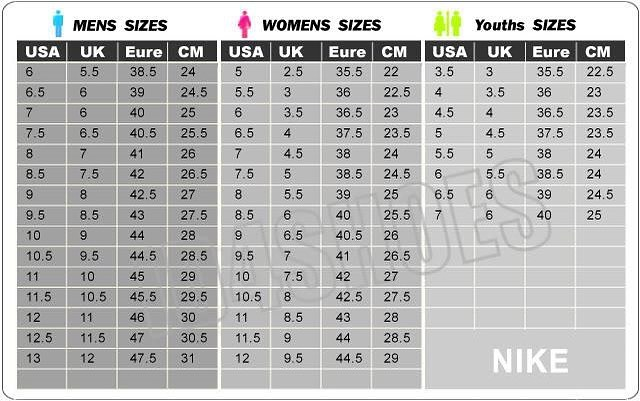 MENS SIZES WOMENS SIZES Youths SIZES
USA UK Eure CM USA UK Eure CM USA UK Eure CM
6 5.5 38.5 24 5 2.5 35.5 22 3.5 3 35.5 22.5
6.5 6 39 24.5 5.5 3 36 22.5 4 3.5 36 23
7 6 40 25 6 3.5 36.5 23 4.5 4 36.5 23.5
7.5 6.5 40.5 25.5 6.5 4 37.5 23.5 5 4.5 37.5 23.5
8 7 41 26 7 4.5 38 24 5.5 5 38 24
8.5 7.5 42 26.5 7.5 5 38.5 24.5 6 5.5 38.5 24
9 8 42.5 27 8 5.5 39 25 6.5 6 39 24.5
9.5 8.5 43 27.5 8.5 6 40 25.5 7 6 40 25
10 9 44 28 9 6.5 40.5 26
10.5 9.5 44.5 28.5 9.5 7 41 26.5
11 10 45 29 10 7.5 42 27
11.5 10.5 45.5 29.5 10.5 8 42.5 27.5
12 11 46 30 11 8.5 43 28
12.5 11.5 47 30.5 11.5 9 44 28.5
13 12 47.5 31 12 9.5 44.5 29
NIKE